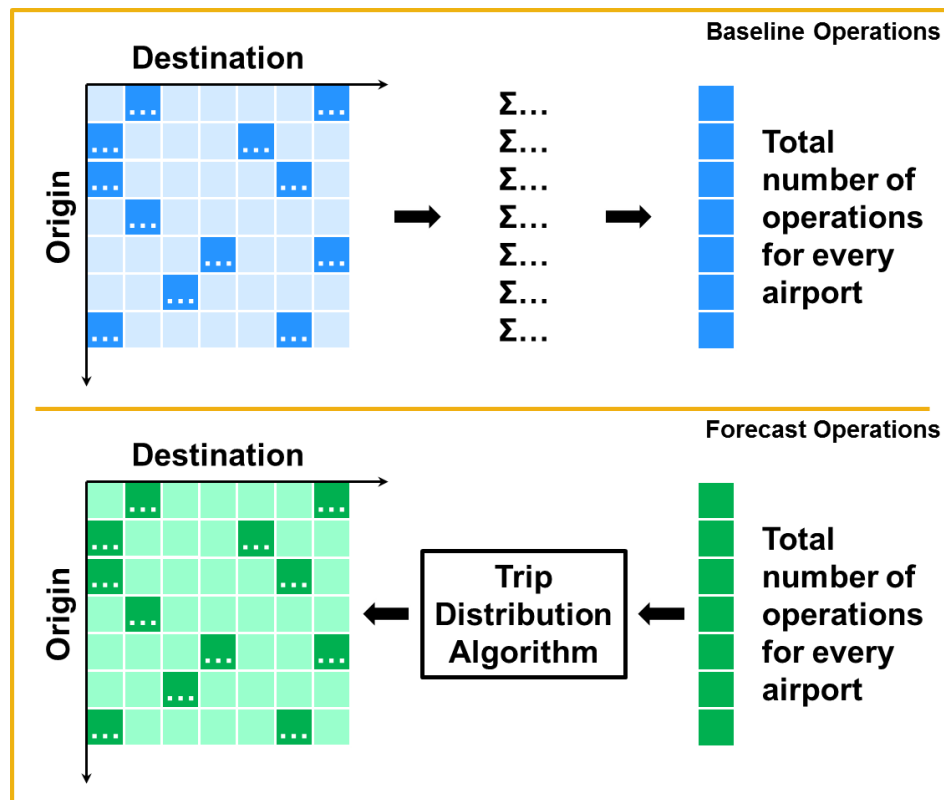 Baseline Operations
Destination
Origin
... ...
... ...
... ...
...
... ...
...
... ...
Σ...
Σ...
Σ...
Σ...
Σ...
Σ...
Σ...
Total
number of
operations
for every
airport
Forecast Operations
Destination
Origin
... ...
... ...
... ...
...
... ...
...
... ...
Trip
Distribution
Algorithm
Total
number of
operations
for every
airport